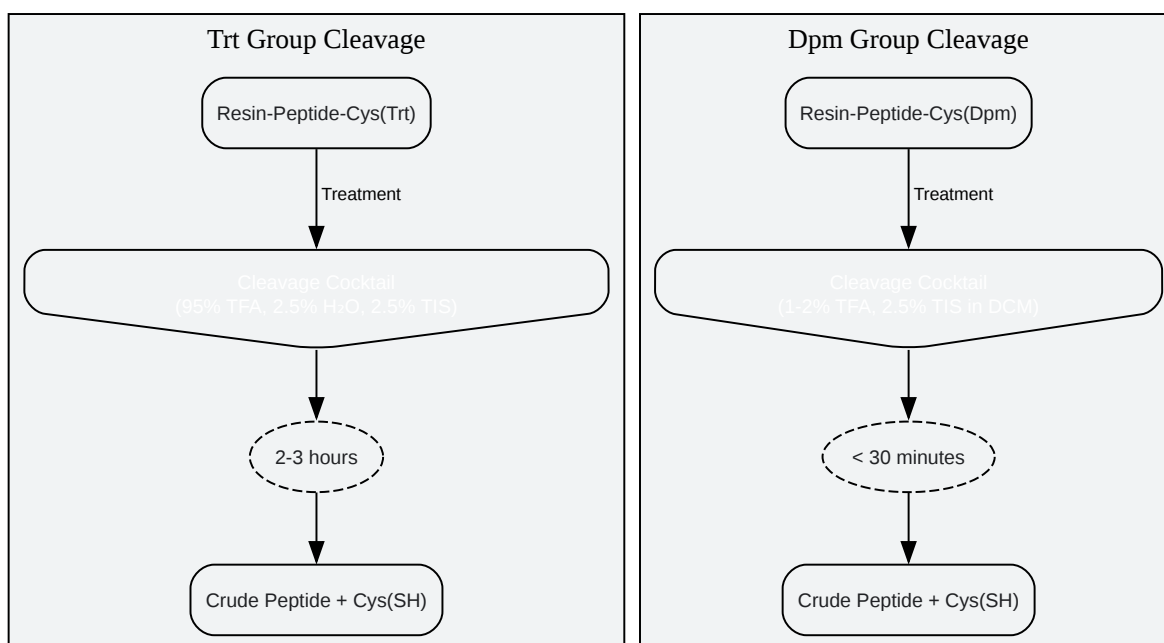 Trt Group Cleavage
Resin-Peptide-Cys(Trt)
Treatment
Cleavage Cocktail
(95% TFA, 2.5% H₂O, 2.5% TIS)
2-3 hours
Crude Peptide + Cys(SH)
Dpm Group Cleavage
Resin-Peptide-Cys(Dpm)
Treatment
Cleavage Cocktail
(1-2% TFA, 2.5% TIS in DCM)
< 30 minutes
Crude Peptide + Cys(SH)